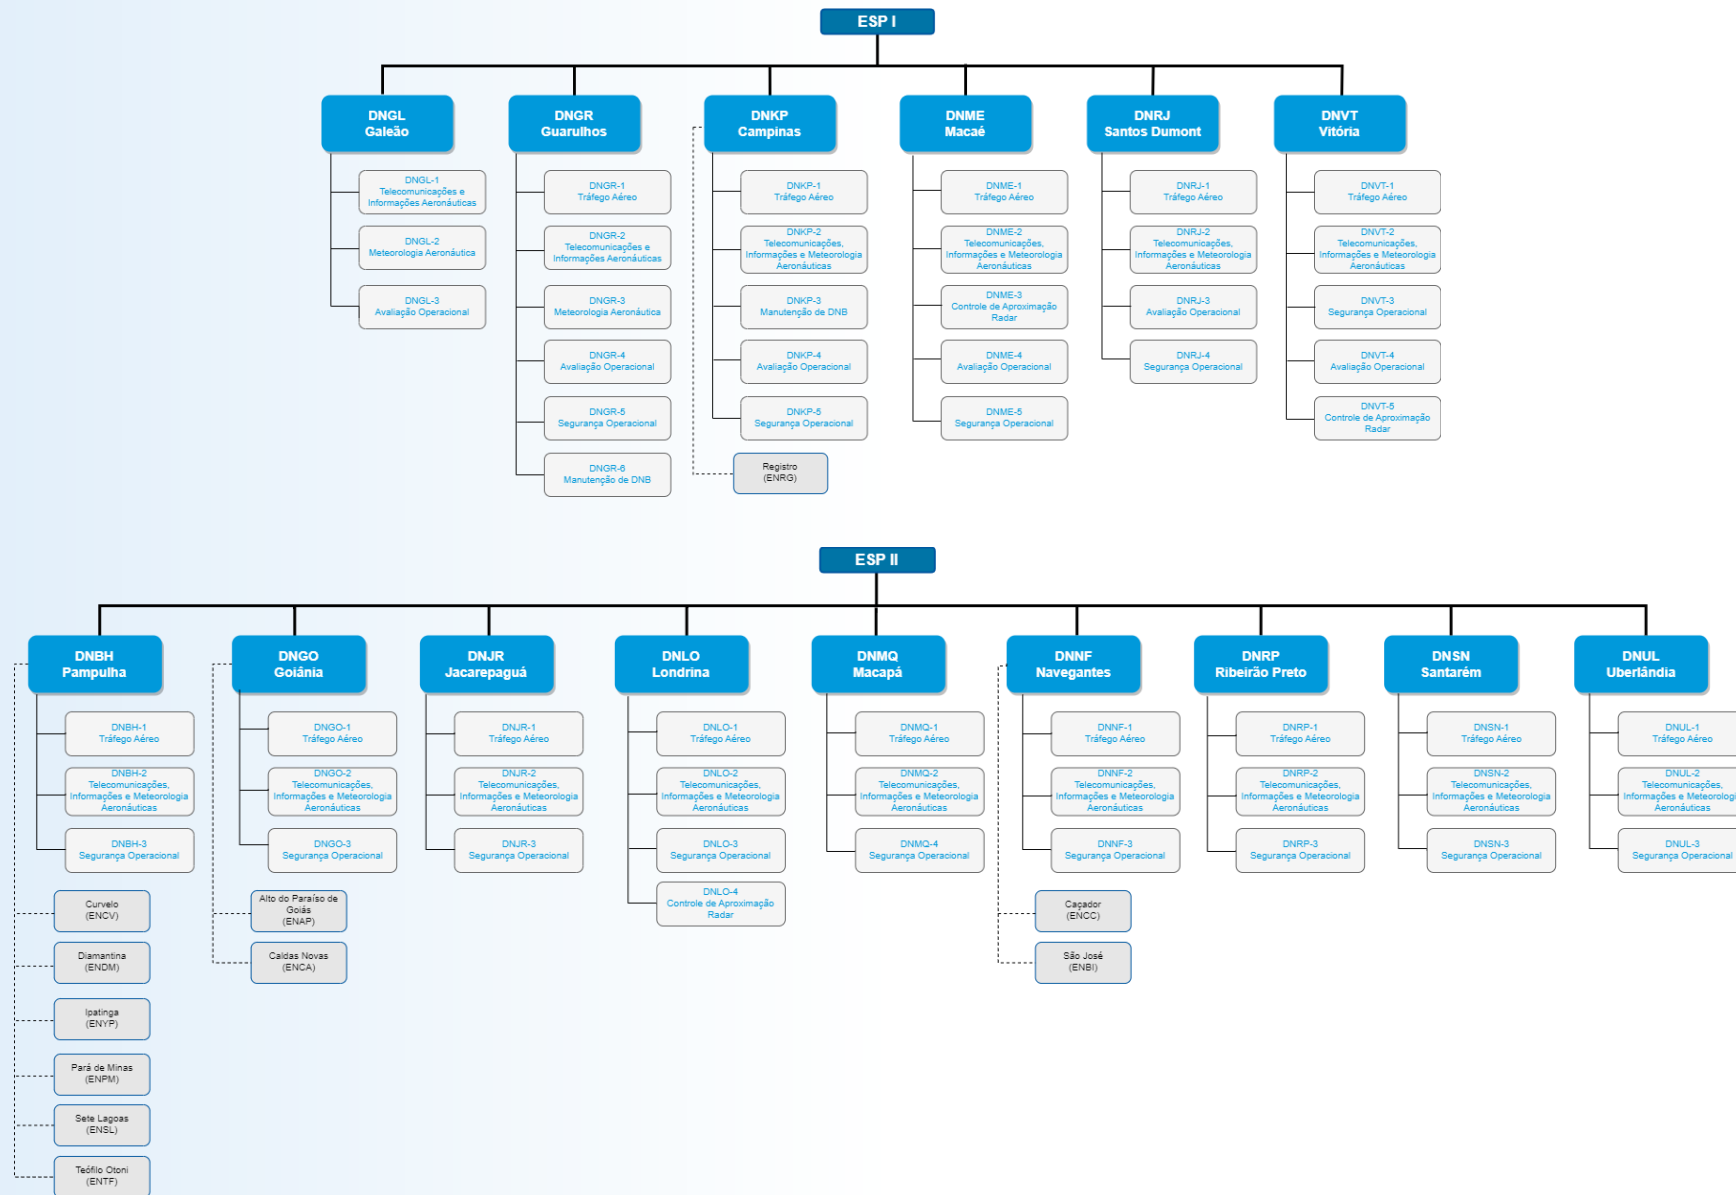 ESP I
DNGL
Galeão
DNGL-1
Telecomunicações e
Informações Aeronáuticas
DNGL-2
Meteorologia Aeronáutica
DNGL-3
Avaliação Operacional
DNGR
Guarulhos
DNGR-1
Tráfego Aéreo
DNGR-2
Telecomunicações e
Informações Aeronáuticas
DNGR-3
Meteorologia Aeronáutica
DNGR-4
Avaliação Operacional
DNGR-5
Segurança Operacional
DNGR-6
Manutenção de DNB
DNKP
Campinas
DNKP-1
Tráfego Aéreo
DNKP-2
Telecomunicações,
Informações e Meteorologia
Aeronáuticas
DNKP-3
Manutenção de DNB
DNKP-4
Avaliação Operacional
DNKP-5
Segurança Operacional
Registro
(ENRG)
DNME
Macaé
DNME-1
Tráfego Aéreo
DNME-2
Telecomunicações,
Informações e Meteorologia
Aeronáuticas
DNME-3
Controle de Aproximação
Radar
DNME-4
Avaliação Operacional
DNME-5
Segurança Operacional
DNRJ
Santos Dumont
DNRJ-1
Tráfego Aéreo
DNRJ-2
Telecomunicações,
Informações e Meteorologia
Aeronáuticas
DNRJ-3
Avaliação Operacional
DNRJ-4
Segurança Operacional
DNVT
Vitória
DNVT-1
Tráfego Aéreo
DNVT-2
Telecomunicações,
Informações e Meteorologia
Aeronáuticas
DNVT-3
Segurança Operacional
DNVT-4
Avaliação Operacional
DNVT-5
Controle de Aproximação
Radar
ESP II
DNBH
Pampulha
DNBH-1
Tráfego Aéreo
DNBH-2
Telecomunicações,
Informações e Meteorologia
Aeronáuticas
DNBH-3
Segurança Operacional
Curvelo
(ENCV)
Diamantina
(ENDM)
Ipatinga
(ENYP)
Pará de Minas
(ENPM)
Sete Lagoas
(ENSL)
Teófilo Otoni
(ENTF)
DNGO
Goiânia
DNGO-1
Tráfego Aéreo
DNGO-2
Telecomunicações,
Informações e Meteorologia
Aeronáuticas
DNGO-3
Segurança Operacional
Alto do Paraíso de
Goiás
(ENAP)
Caldas Novas
(ENCA)
DNJR
Jacarepaguá
DNJR-1
Tráfego Aéreo
DNJR-2
Telecomunicações,
Informações e Meteorologia
Aeronáuticas
DNJR-3
Segurança Operacional
DNLO
Londrina
DNLO-1
Tráfego Aéreo
DNLO-2
Telecomunicações,
Informações e Meteorologia
Aeronáuticas
DNLO-3
Segurança Operacional
DNLO-4
Controle de Aproximação
Radar
DNMQ
Macapá
DNMQ-1
Tráfego Aéreo
DNMQ-2
Telecomunicações,
Informações e Meteorologia
Aeronáuticas
DNMQ-4
Segurança Operacional
DNNF
Navegantes
DNNF-1
Tráfego Aéreo
DNNF-2
Telecomunicações,
Informações e Meteorologia
Aeronáuticas
DNNF-3
Segurança Operacional
Caçador
(ENCC)
São José
(ENBI)
DNRP
Ribeirão Preto
DNRP-1
Tráfego Aéreo
DNRP-2
Telecomunicações,
Informações e Meteorologia
Aeronáuticas
DNRP-3
Segurança Operacional
DNSN
Santarém
DNSN-1
Tráfego Aéreo
DNSN-2
Telecomunicações,
Informações e Meteorologia
Aeronáuticas
DNSN-3
Segurança Operacional
DNUL
Uberlândia
DNUL-1
Tráfego Aéreo
DNUL-2
Telecomunicações,
Informações e Meteorologia
Aeronáuticas
DNUL-3
Segurança Operacional